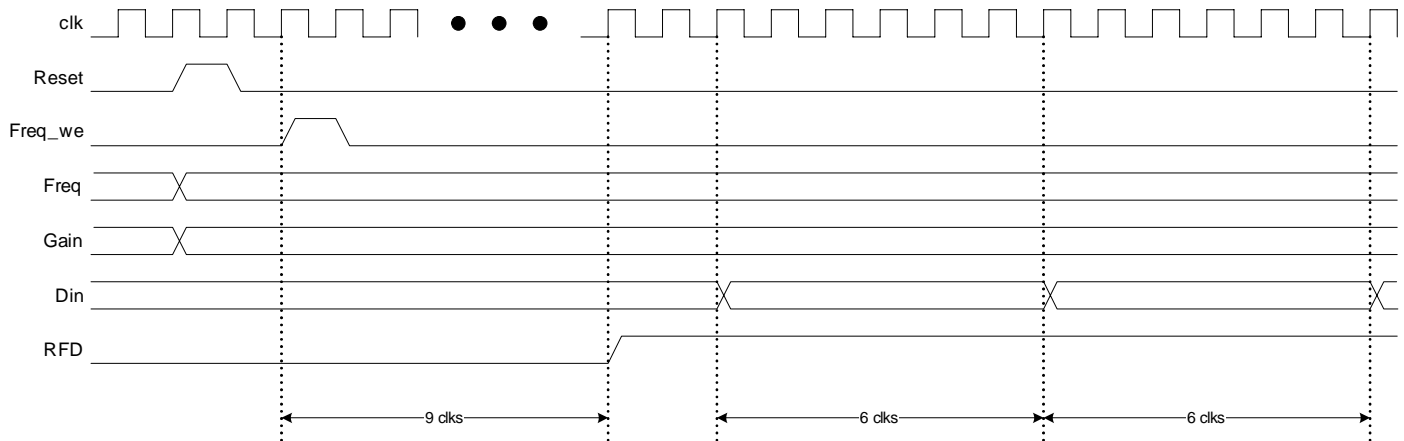 clk
Reset
Freq_we
Freq
Gain
Din
RFD
9 clks 6 clks 6 clks